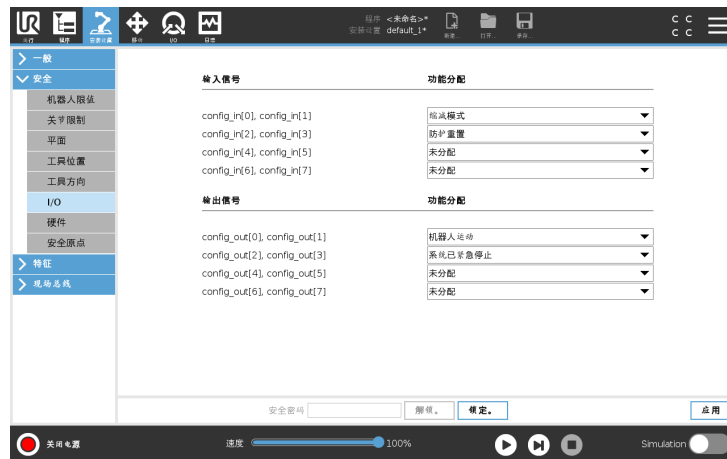 UR
运行
程序
安装设置
移动
I/O
日志
程序 <未命名>*
安装设置 default_1*
新建...
打开...
保存...
C C
C C
一般
安全
机器人限值
关节限制
平面
工具位置
工具方向
I/O
硬件
安全原点
特征
现场总线
输入信号 功能分配
config_in[0], config_in[1] 缩减模式
config_in[2], config_in[3] 防护重置
config_in[4], config_in[5] 未分配
config_in[6], config_in[7] 未分配
输出信号 功能分配
config_out[0], config_out[1] 机器人运动
config_out[2], config_out[3] 系统已紧急停止
config_out[4], config_out[5] 未分配
config_out[6], config_out[7] 未分配
安全密码 解锁。 锁定。 应用
关闭电源 速度 100% Simulation